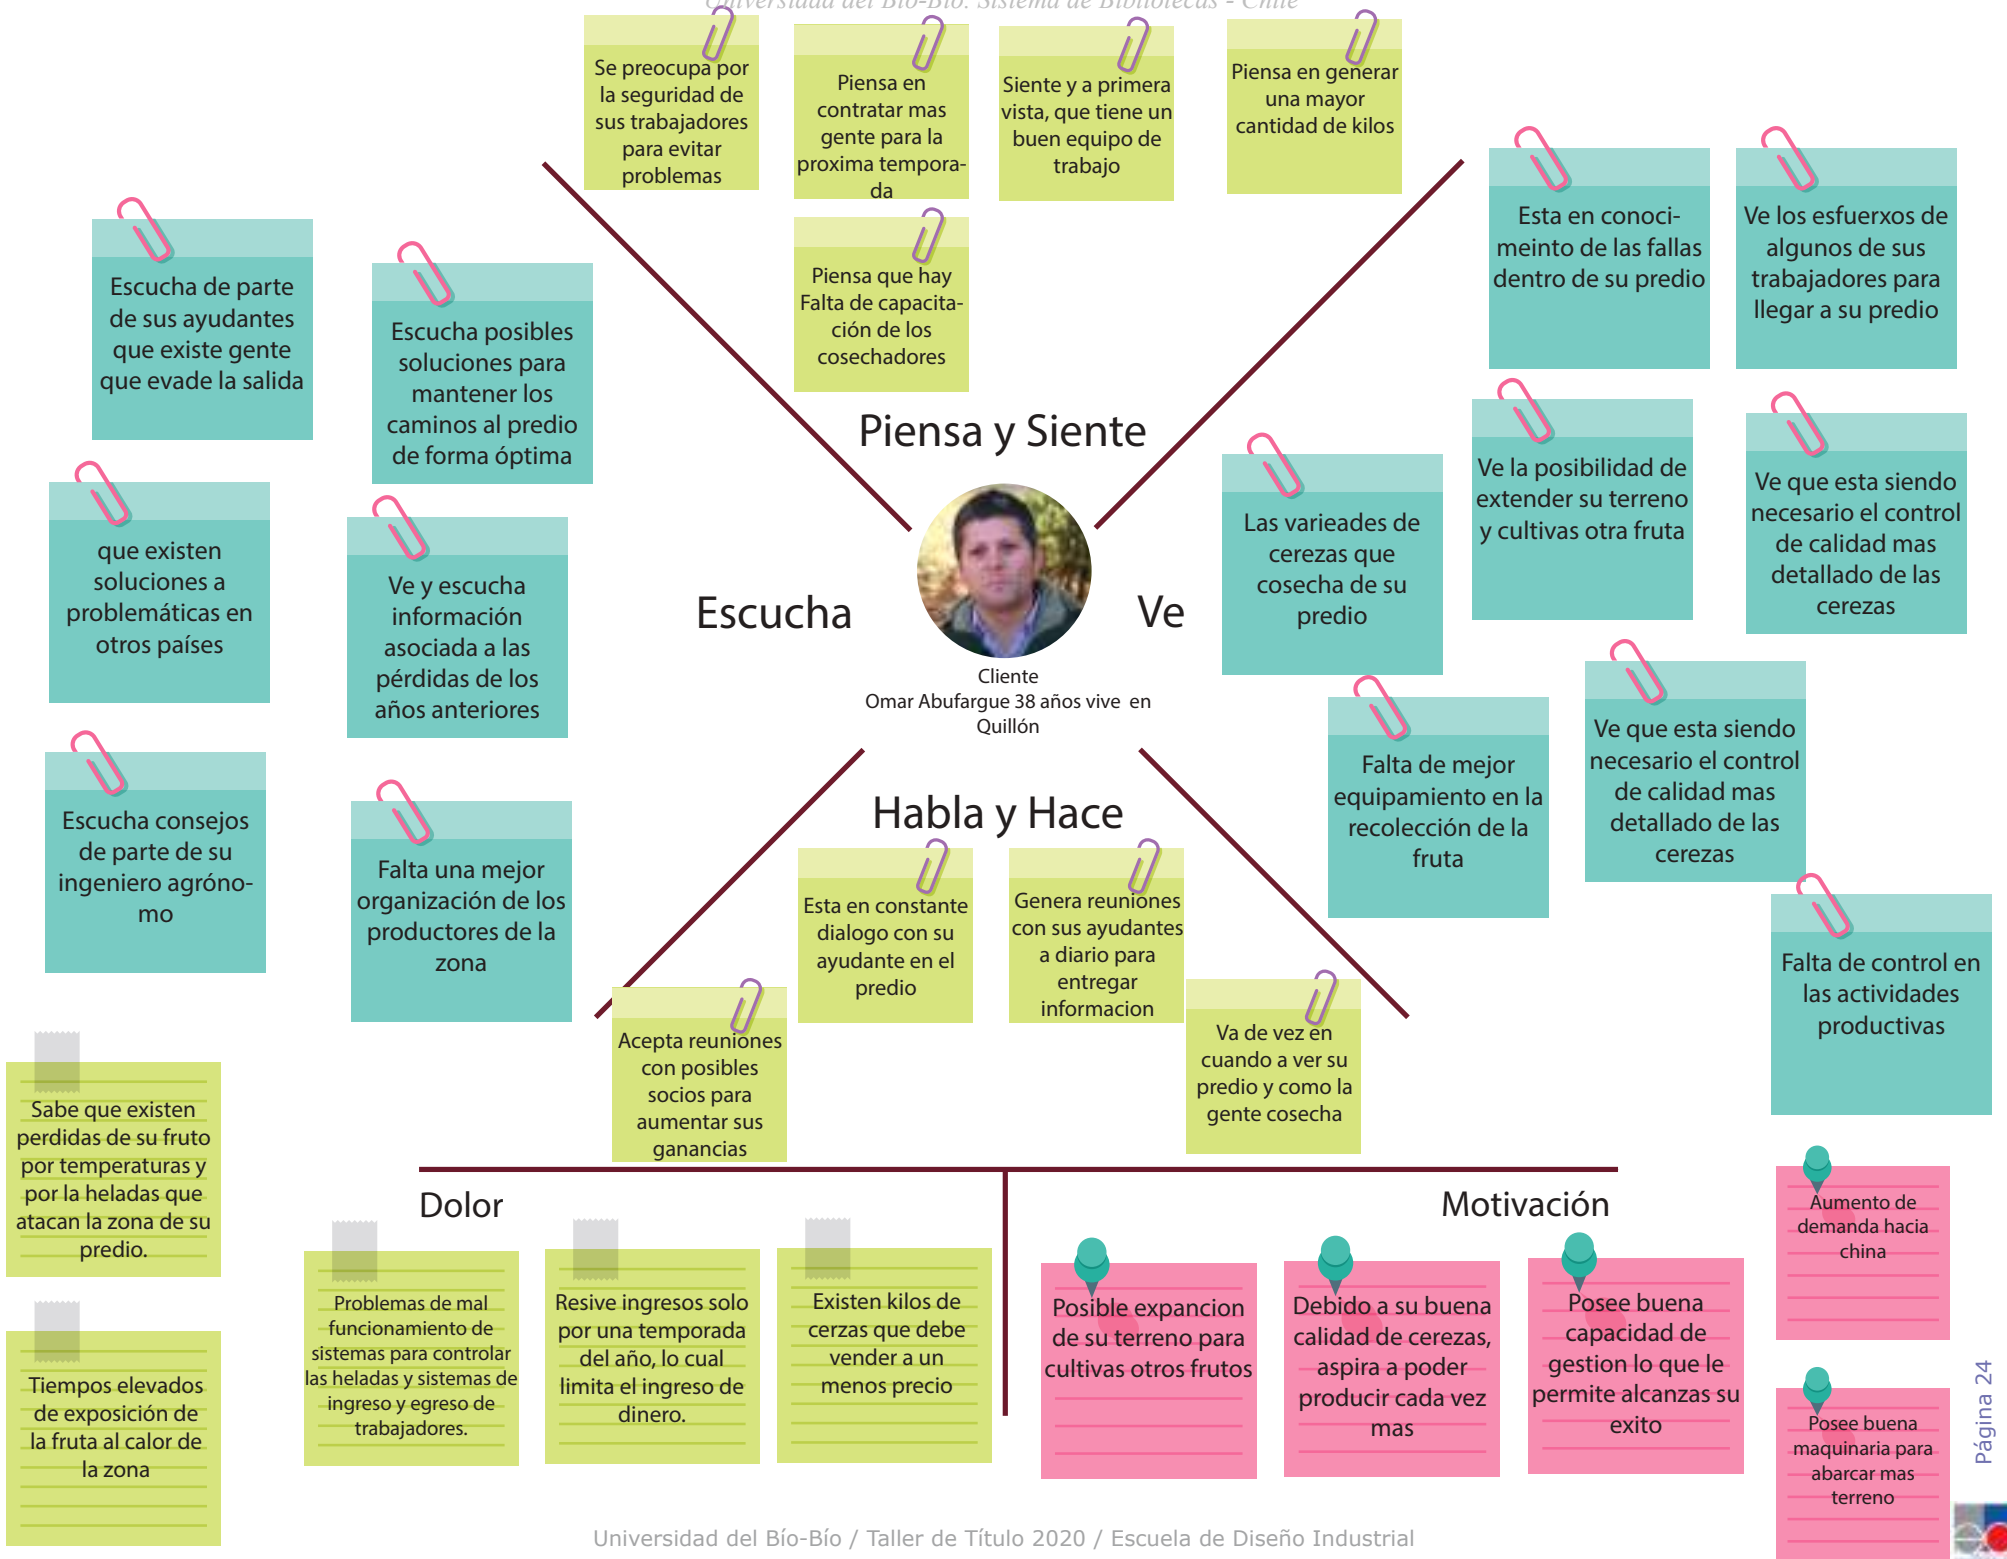 Universidad del Bío-Bío. Sistema de Bibliotecas - Chile
Se preocupa por
la seguridad de
sus trabajadores
para evitar
problemas
Piensa en
contratar mas
gente para la
proxima tempora-
da
Siente y a primera
vista, que tiene un
buen equipo de
trabajo
Piensa en generar
una mayor
cantidad de kilos
Piensa que hay
Falta de capacita-
ción de los
cosechadores
Piensa y Siente
Escucha de parte
de sus ayudantes
que existe gente
que evade la salida
Escucha posibles
soluciones para
mantener los
caminos al predio
de forma óptima
que existen
soluciones a
problemáticas en
otros países
Ve y escucha
información
asociada a las
pérdidas de los
años anteriores
Escucha consejos
de parte de su
ingeniero agróno-
mo
Falta una mejor
organización de los
productores de la
zona
Escucha
Cliente
Omar Abufargue 38 años vive en
Quillón
Ve
Esta en conoci-
meinto de las fallas
dentro de su predio
Ve los esfuerxos de
algunos de sus
trabajadores para
llegar a su predio
Las varieades de
cerezas que
cosecha de su
predio
Ve la posibilidad de
extender su terreno
y cultivas otra fruta
Ve que esta siendo
necesario el control
de calidad mas
detallado de las
cerezas
Falta de mejor
equipamiento en la
recolección de la
fruta
Ve que esta siendo
necesario el control
de calidad mas
detallado de las
cerezas
Falta de control en
las actividades
productivas
Habla y Hace
Acepta reuniones
con posibles
socios para
aumentar sus
ganancias
Esta en constante
dialogo con su
ayudante en el
predio
Genera reuniones
con sus ayudantes
a diario para
entregar
informacion
Va de vez en
cuando a ver su
predio y como la
gente cosecha
Dolor
Sabe que existen
perdidas de su fruto
por temperaturas y
por la heladas que
atacan la zona de su
predio.
Tiempos elevados
de exposición de
la fruta al calor de
la zona
Problemas de mal
funcionamiento de
sistemas para controlar
las heladas y sistemas de
ingreso y egreso de
trabajadores.
Resive ingresos solo
por una temporada
del año, lo cual
limita el ingreso de
dinero.
Existen kilos de
cerzas que debe
vender a un
menos precio
Motivación
Posible expancion
de su terreno para
cultivas otros frutos
Debido a su buena
calidad de cerezas,
aspira a poder
producir cada vez
mas
Posee buena
capacidad de
gestion lo que le
permite alcanzas su
exito
Aumento de
demanda hacia
china
Posee buena
maquinaria para
abarcar mas
terreno
Página 24
Universidad del Bío-Bío / Taller de Título 2020 / Escuela de Diseño Industrial